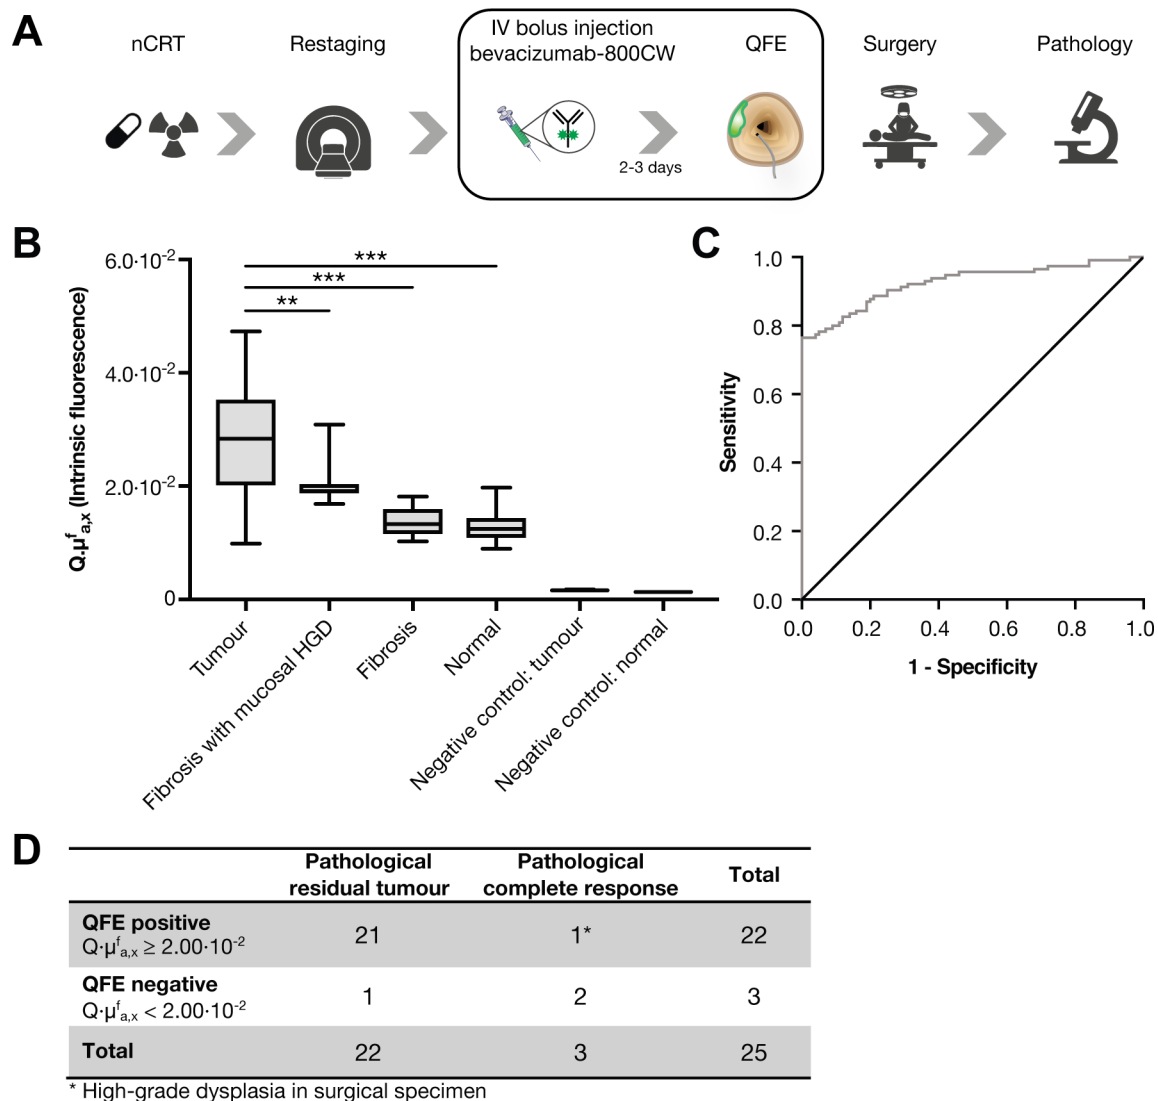 A
nCRT
Restaging
IV bolus injection
bevacizumab-800CW
QFE
Surgery
Pathology
2-3 days
B
Q.µᶠa,x (Intrinsic fluorescence)
6.0·10⁻²
4.0·10⁻²
2.0·10⁻²
0
***
***
**
Tumour
Fibrosis with mucosal HGD
Fibrosis
Normal
Negative control: tumour
Negative control: normal
C
Sensitivity
1.0
0.8
0.6
0.4
0.2
0.0
0.0 0.2 0.4 0.6 0.8 1.0
1 - Specificity
D
Pathological residual tumour
Pathological complete response
Total
QFE positive
Q·µᶠa,x ≥ 2.00·10⁻²
21 1* 22
QFE negative
Q·µᶠa,x < 2.00·10⁻²
1 2 3
Total 22 3 25
* High-grade dysplasia in surgical specimen